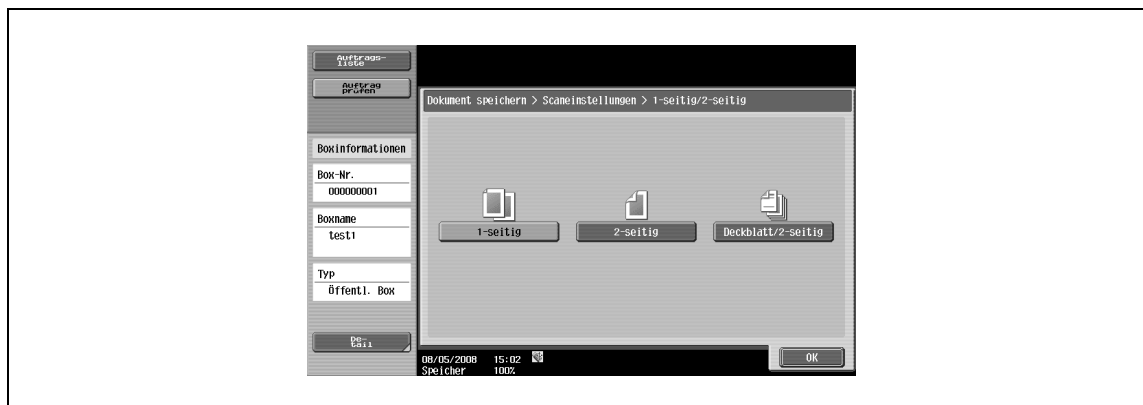 Auftrags-
liste
Auftrag
prüfen
Dokument speichern > Scaneinstellungen > 1-seitig/2-seitig
Boxinformationen
Box-Nr.
000000001
Boxname
test1
Typ
Öffentl. Box
De-
tail
1-seitig
2-seitig
Deckblatt/2-seitig
08/05/2008 15:02
Speicher 100%
OK